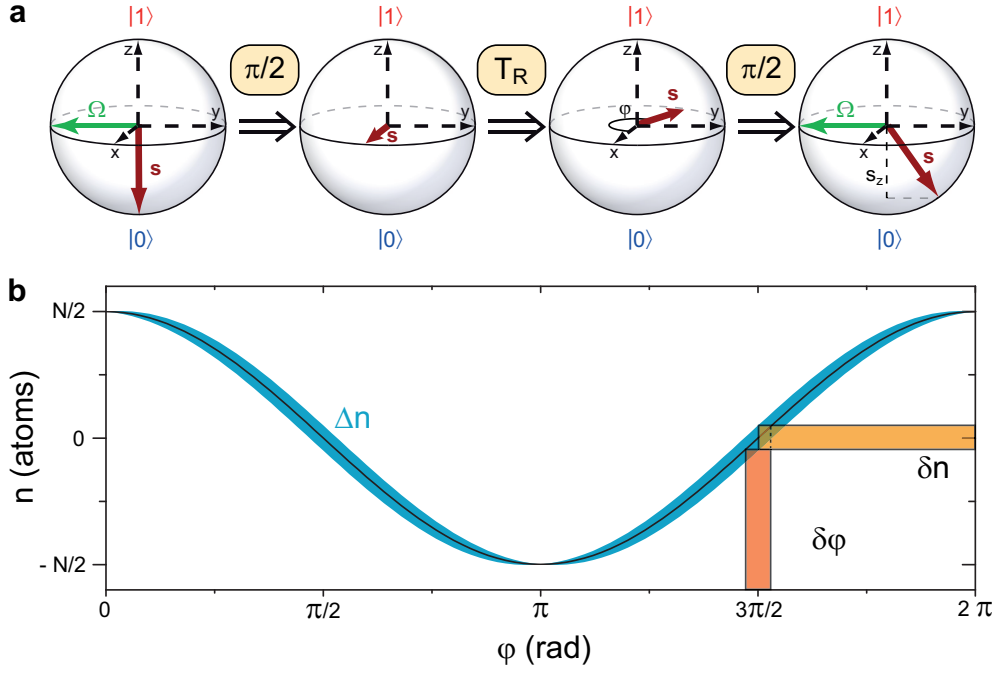 a
|1⟩ |1⟩ |1⟩ |1⟩
π/2 T_R π/2
z Ω y x s
z y x s
z φ s y x
z Ω y x s s_z
|0⟩ |0⟩ |0⟩ |0⟩
b
N/2
0
- N/2
n (atoms)
Δn
δn
δφ
0 π/2 π 3π/2 2 π
φ (rad)